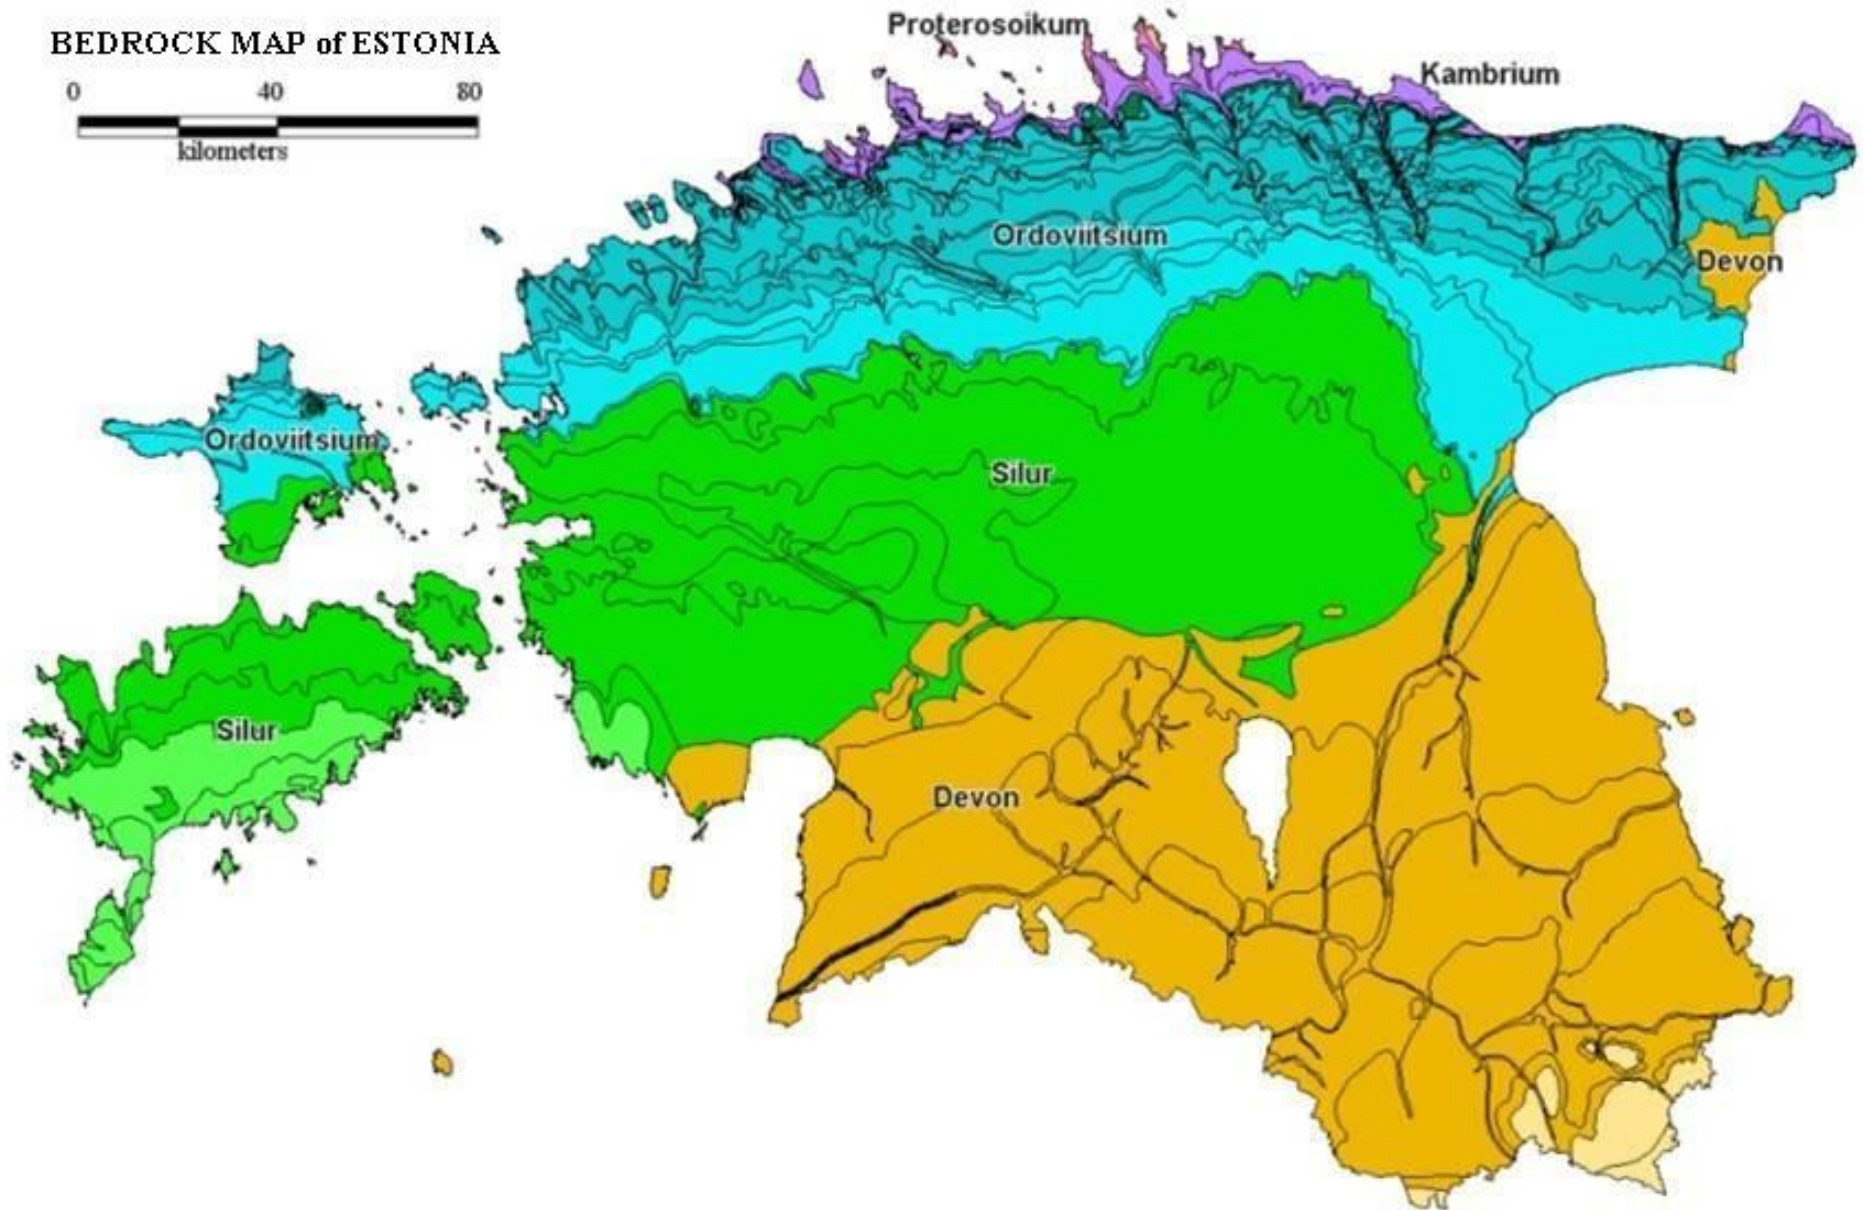 BEDROCK MAP of ESTONIA
0 40 80
kilometers
Proterosoikum
Kambrium
Ordoviitsium
Devon
Ordoviitsium
Silur
Silur
Devon